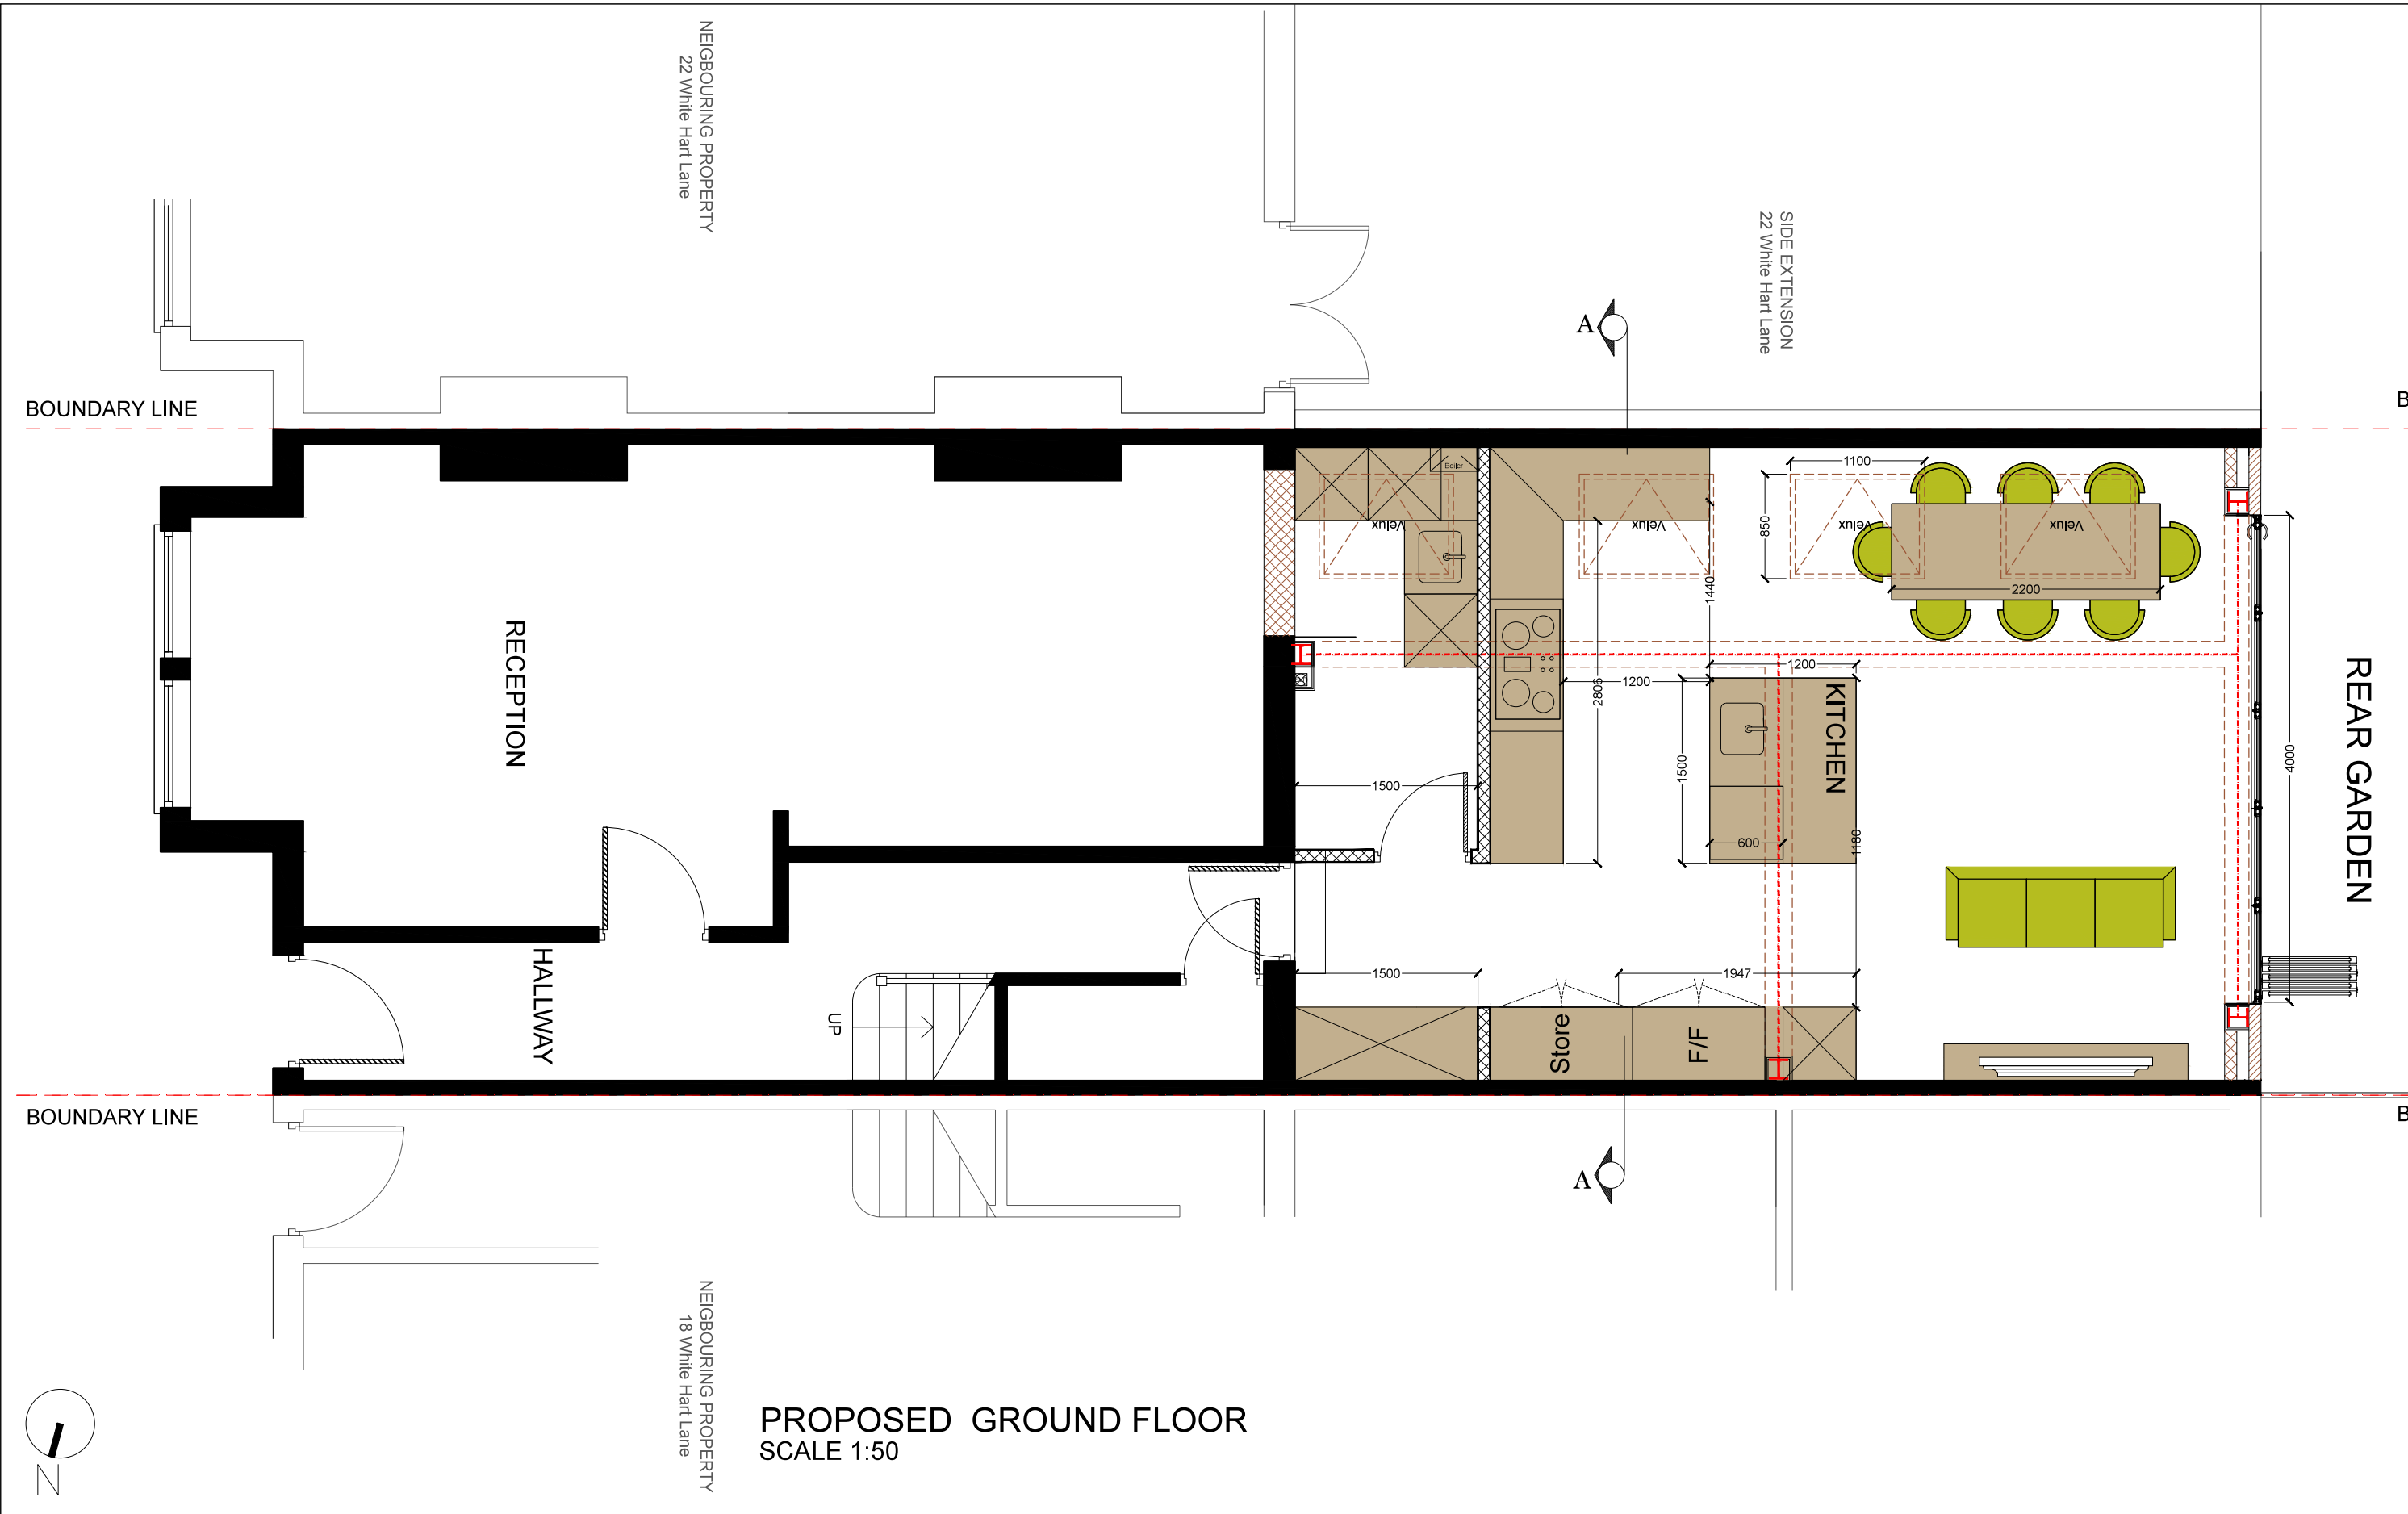 NEIGBOURING PROPERTY
22 White Hart Lane
SIDE EXTENSION
22 White Hart Lane
A
BOUNDARY LINE
B
Boiler
Velux
Velux
Velux
Velux
1100
850
2200
1440
1200
1200
2806
1500
1500
600
1180
4000
KITCHEN
RECEPTION
REAR GARDEN
HALLWAY
UP
1500
1947
Store
F/F
BOUNDARY LINE
B
A
NEIGBOURING PROPERTY
18 White Hart Lane
PROPOSED GROUND FLOOR
SCALE 1:50
N